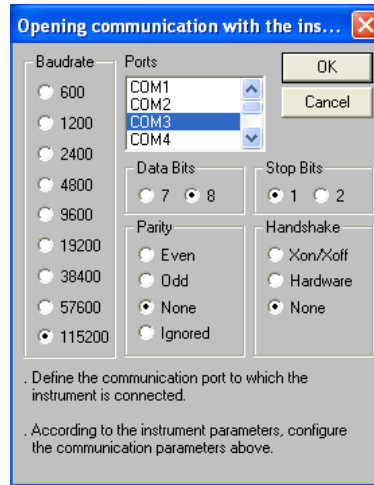 Opening communication with the ins...
Baudrate
600
1200
2400
4800
9600
19200
38400
57600
115200
Ports
COM1
COM2
COM3
COM4
OK
Cancel
Data Bits
7 8
Stop Bits
1 2
Parity
Even
Odd
None
Ignored
Handshake
Xon/Xoff
Hardware
None
. Define the communication port to which the
instrument is connected.
. According to the instrument parameters, configure
the communication parameters above.